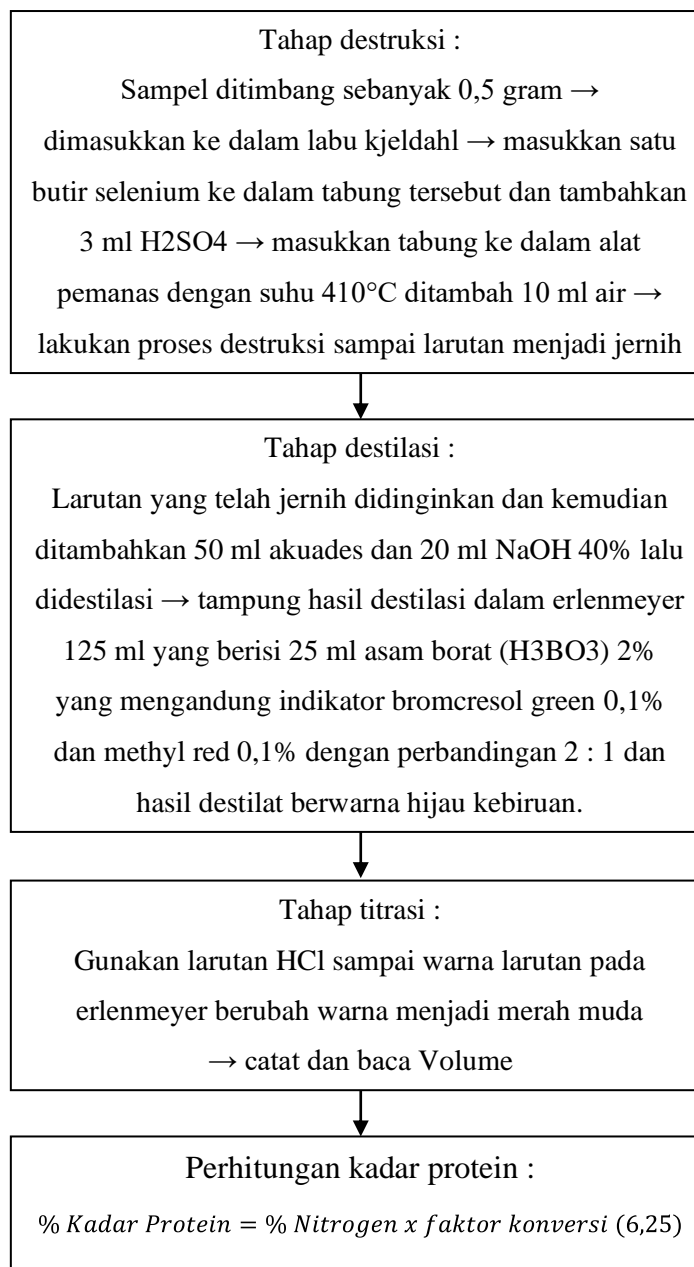 Tahap destruksi :
Sampel ditimbang sebanyak 0,5 gram →
dimasukkan ke dalam labu kjeldahl → masukkan satu
butir selenium ke dalam tabung tersebut dan tambahkan
3 ml H2SO4 → masukkan tabung ke dalam alat
pemanas dengan suhu 410°C ditambah 10 ml air →
lakukan proses destruksi sampai larutan menjadi jernih
Tahap destilasi :
Larutan yang telah jernih didinginkan dan kemudian
ditambahkan 50 ml akuades dan 20 ml NaOH 40% lalu
didestilasi → tampung hasil destilasi dalam erlenmeyer
125 ml yang berisi 25 ml asam borat (H3BO3) 2%
yang mengandung indikator bromcresol green 0,1%
dan methyl red 0,1% dengan perbandingan 2 : 1 dan
hasil destilat berwarna hijau kebiruan.
Tahap titrasi :
Gunakan larutan HCl sampai warna larutan pada
erlenmeyer berubah warna menjadi merah muda
→ catat dan baca Volume
Perhitungan kadar protein :
% Kadar Protein = % Nitrogen x faktor konversi (6,25)